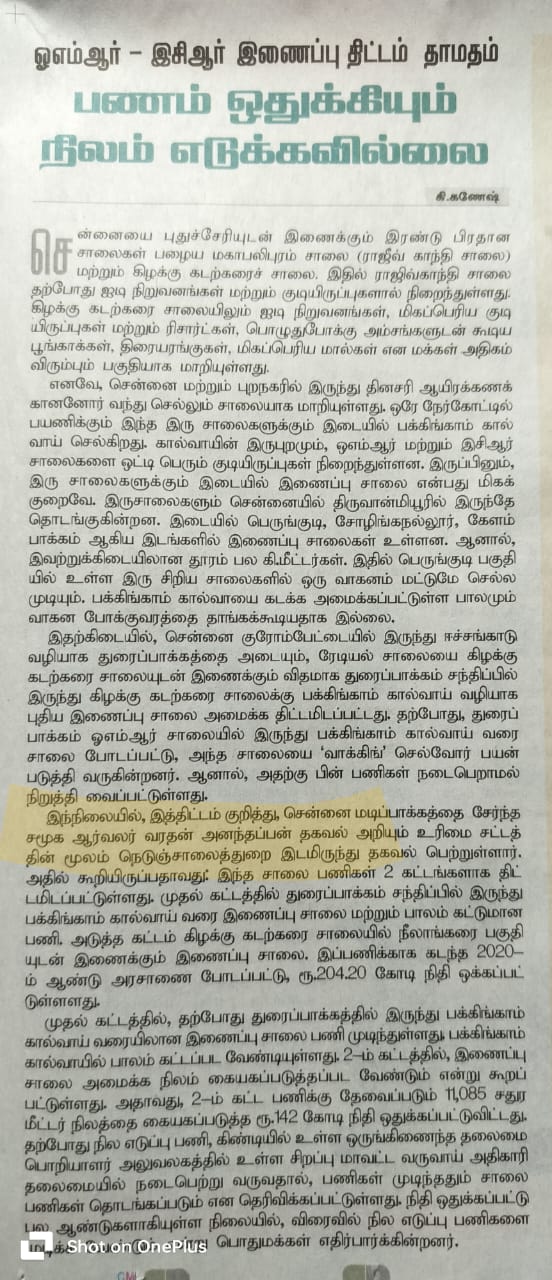 ஓஎம்ஆர் – இசிஆர் இணைப்பு திட்டம் தாமதம்
பணம் ஒதுக்கியும்
நிலம் எடுக்கவில்லை
கி.கணேஷ்
சென்னையை புதுச்சேரியுடன் இணைக்கும் இரண்டு பிரதான
சாலைகள் பழைய மகாபலிபுரம் சாலை (ராஜீவ் காந்தி சாலை)
மற்றும் கிழக்கு கடற்கரைச் சாலை. இதில் ராஜிவ்காந்தி சாலை
தற்போது ஐடி நிறுவனங்கள் மற்றும் குடியிருப்புகளால் நிறைந்துள்ளது.
கிழக்கு கடற்கரை சாலையிலும் ஐடி நிறுவனங்கள், மிகப்பெரிய குடி
யிருப்புகள் மற்றும் ரிசார்ட்கள், பொழுதுபோக்கு அம்சங்களுடன் கூடிய
பூங்காக்கள், திரையரங்குகள், மிகப்பெரிய மால்கள் என மக்கள் அதிகம்
விரும்பும் பகுதியாக மாறியுள்ளது.
எனவே, சென்னை மற்றும் புறநகரில் இருந்து தினசரி ஆயிரக்கணக்
கானனோர் வந்து செல்லும் சாலையாக மாறியுள்ளது. ஒரே நேர்கோட்டில்
பயணிக்கும் இந்த இரு சாலைகளுக்கும் இடையில் பக்கிங்காம் கால்
வாய் செல்கிறது. கால்வாயின் இருபுறமும், ஓஎம்ஆர் மற்றும் இசிஆர்
சாலைகளை ஒட்டி பெரும் குடியிருப்புகள் நிறைந்துள்ளன. இருப்பினும்,
இரு சாலைகளுக்கும் இடையில் இணைப்பு சாலை என்பது மிகக்
குறைவே. இருசாலைகளும் சென்னையில் திருவான்மியூரில் இருந்தே
தொடங்குகின்றன. இடையில் பெருங்குடி, சோழிங்கநல்லூர், கேளம்
பாக்கம் ஆகிய இடங்களில் இணைப்பு சாலைகள் உள்ளன. ஆனால்,
இவற்றுக்கிடையிலான தூரம் பல கி.மீட்டர்கள். இதில் பெருங்குடி பகுதி
யில் உள்ள இரு சிறிய சாலைகளில் ஒரு வாகனம் மட்டுமே செல்ல
முடியும். பக்கிங்காம் கால்வாயை கடக்க அமைக்கப்பட்டுள்ள பாலமும்
வாகன போக்குவரத்தை தாங்கக்கூடியதாக இல்லை.
இதற்கிடையில், சென்னை குரோம்பேட்டையில் இருந்து ஈச்சங்காடு
வழியாக துரைப்பாக்கத்தை அடையும், ரேடியல் சாலையை கிழக்கு
கடற்கரை சாலையுடன் இணைக்கும் விதமாக துரைப்பாக்கம் சந்திப்பில்
இருந்து கிழக்கு கடற்கரை சாலைக்கு பக்கிங்காம் கால்வாய் வழியாக
புதிய இணைப்பு சாலை அமைக்க திட்டமிடப்பட்டது. தற்போது, துரைப்
பாக்கம் ஓஎம்ஆர் சாலையில் இருந்து பக்கிங்காம் கால்வாய் வரை
சாலை போடப்பட்டு, அந்த சாலையை 'வாக்கிங்' செல்வோர் பயன்
படுத்தி வருகின்றனர். ஆனால், அதற்கு பின் பணிகள் நடைபெறாமல்
நிறுத்தி வைப்பட்டுள்ளது.
இந்நிலையில், இத்திட்டம் குறித்து, சென்னை மடிப்பாக்கத்தை சேர்ந்த
சமூக ஆர்வலர் வரதன் அனந்தப்பன் தகவல் அறியும் உரிமை சட்டத்
தின் மூலம் நெடுஞ்சாலைத்துறை இடமிருந்து தகவல் பெற்றுள்ளார்.
அதில் கூறியிருப்பதாவது: இந்த சாலை பணிகள் 2 கட்டங்களாக திட்
டமிடப்பட்டுள்ளது. முதல் கட்டத்தில் துரைப்பாக்கம் சந்திப்பில் இருந்து
பக்கிங்காம் கால்வாய் வரை இணைப்பு சாலை மற்றும் பாலம் கட்டுமான
பணி. அடுத்த கட்டம் கிழக்கு கடற்கரை சாலையில் நீலாங்கரை பகுதி
யுடன் இணைக்கும் இணைப்பு சாலை. இப்பணிக்காக கடந்த 2020–
ம் ஆண்டு அரசாணை போடப்பட்டு, ரூ.204.20 கோடி நிதி ஒக்கப்பட்
டுள்ளளது.
முதல் கட்டத்தில், தற்போது துரைப்பாக்கத்தில் இருந்து பக்கிங்காம்
கால்வாய் வரையிலான இணைப்பு சாலை பணி முடிந்துள்ளது. பக்கிங்காம்
கால்வாயில் பாலம் கட்டப்பட வேண்டியுள்ளது. 2–ம் கட்டத்தில், இணைப்பு
சாலை அமைக்க நிலம் கையகப்படுத்தப்பட வேண்டும் என்று கூறப்
பட்டுள்ளது. அதாவது, 2–ம் கட்ட பணிக்கு தேவைப்படும் 11,085 சதுர
மீட்டர் நிலத்தை கையகப்படுத்த ரூ.142 கோடி நிதி ஒதுக்கப்பட்டுவிட்டது.
தற்போது நில எடுப்பு பணி, கிண்டியில் உள்ள ஒருங்கிணைந்த தலைமை
பொறியாளர் அலுவலகத்தில் உள்ள சிறப்பு மாவட்ட வருவாய் அதிகாரி
தலைமையில் நடைபெற்று வருவதால், பணிகள் முடிந்ததும் சாலை
பணிகள் தொடங்கப்படும் என தெரிவிக்கப்பட்டுள்ளது. நிதி ஒதுக்கப்பட்டு
பல ஆண்டுகளாகியுள்ள நிலையில், விரைவில் நில எடுப்பு பணிகளை
பொதுமக்கள் எதிர்பார்க்கின்றனர்.
Shot on OnePlus